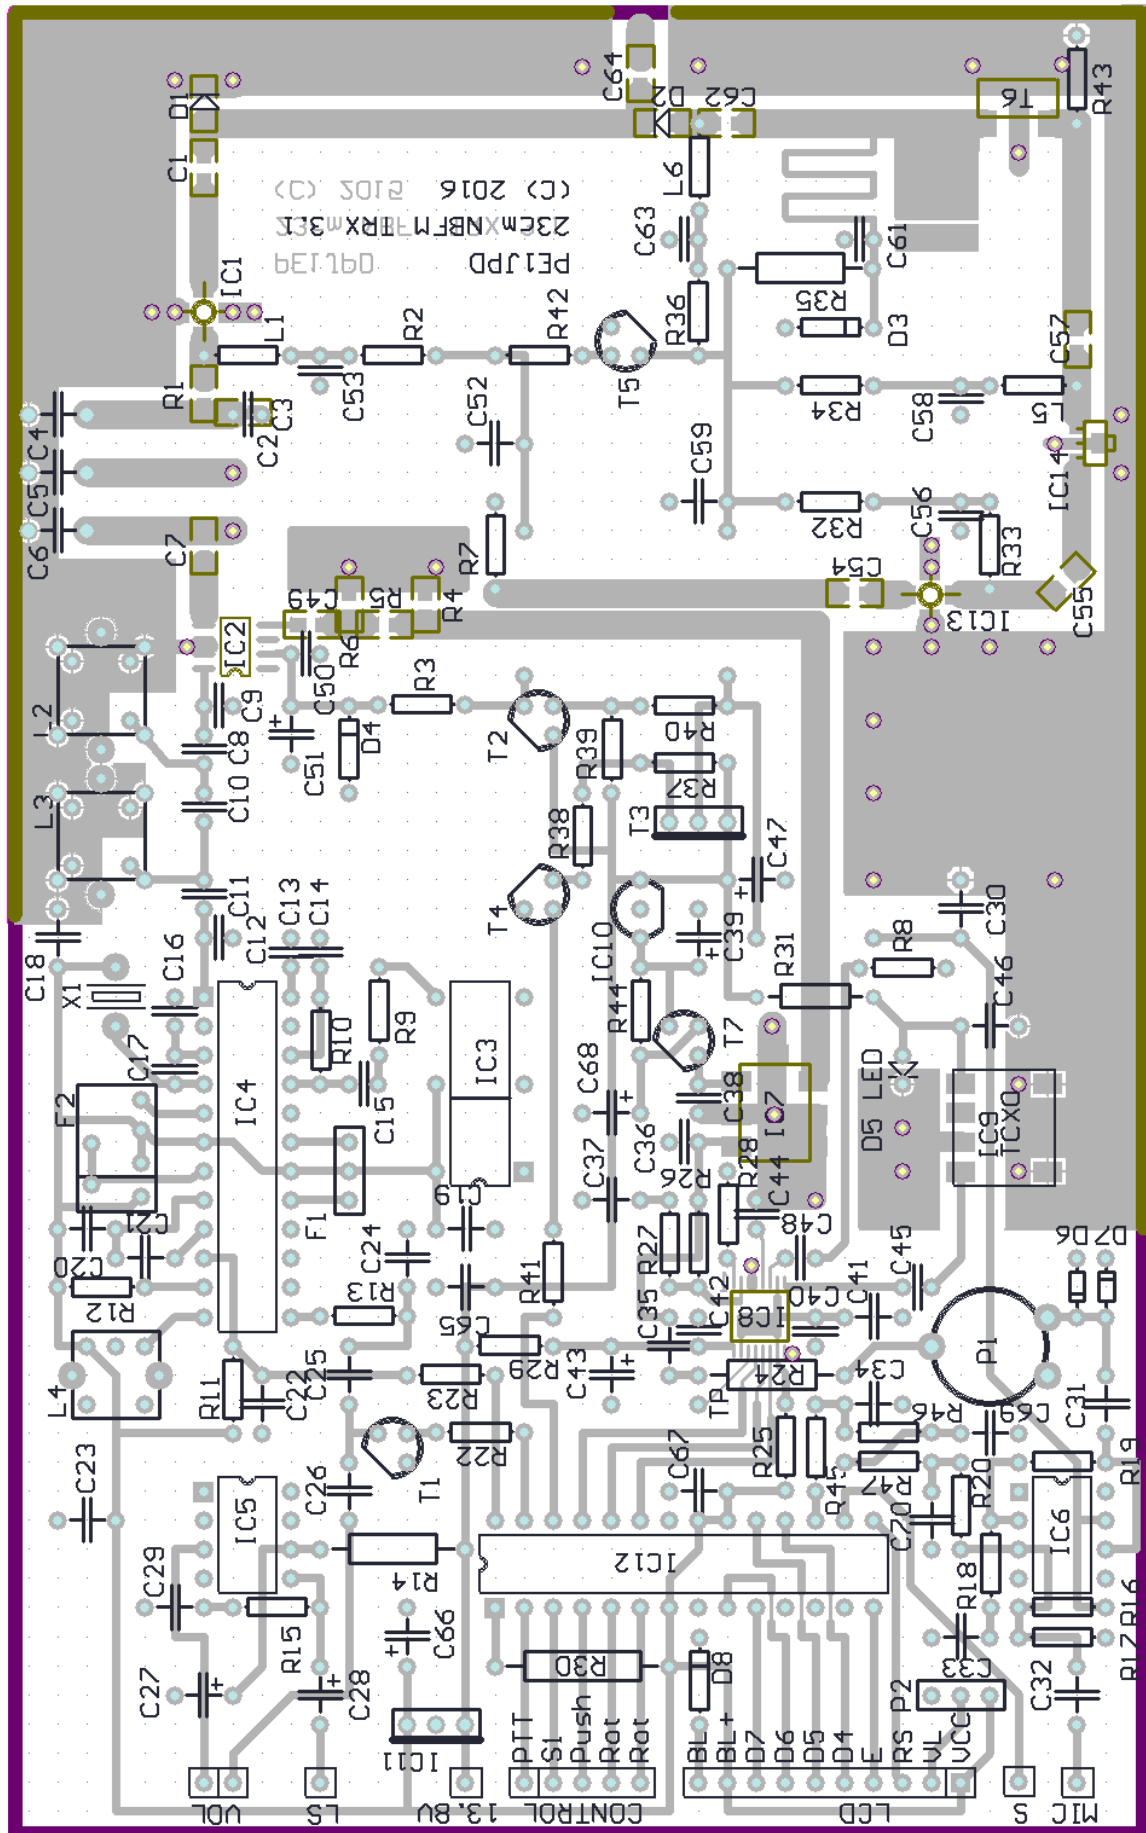 C64
D1
D2
C62
T6
R43
C1
L6
(C) 2015
(C) 2016
23cm NBFM TRX 3.1
PE1JPD
PE1JPD
C63
C61
IC1
R35
L1
R2
R42
R36
D3
C57
T5
R1
C53
R34
C58
L5
C4
C3
C2
C52
C59
IC14
C5
C6
C7
R7
R32
C56
R33
C54
C49
R5
R4
R6
IC13
C55
IC2
C50
L2
C9
R3
C8
C51
D4
T2
R39
R40
R37
L3
C10
R38
T3
C47
C11
T4
C12
C13
C14
C18
C16
IC10
C39
R31
R8
C30
C46
X1
R10
R9
R44
T7
C17
IC4
IC3
C68
C38
IC7
D5 LED
IC9
TCXO
F2
C15
C36
C37
R26
R28
C44
C19
C21
C20
F1
C24
R41
R27
C48
C45
D7
D6
R12
R13
C65
C42
C35
IC8
C40
C41
P1
L4
R11
C22
C25
R23
R29
C43
TP
R24
C34
C31
R46
C69
C23
T1
R22
C67
R25
R45
R47
R20
R19
C26
IC5
C70
IC6
C29
R14
IC12
R18
R16
R15
C66
R30
D8
C33
R17
C27
C28
P2
C32
IC11
PTT
S1
Push
Rot
Rot
BL -
BL +
D7
D6
D5
D4
E
RS
VL
VCC
VOL
LS
13.8V
CONTROL
LCD
S
MIC